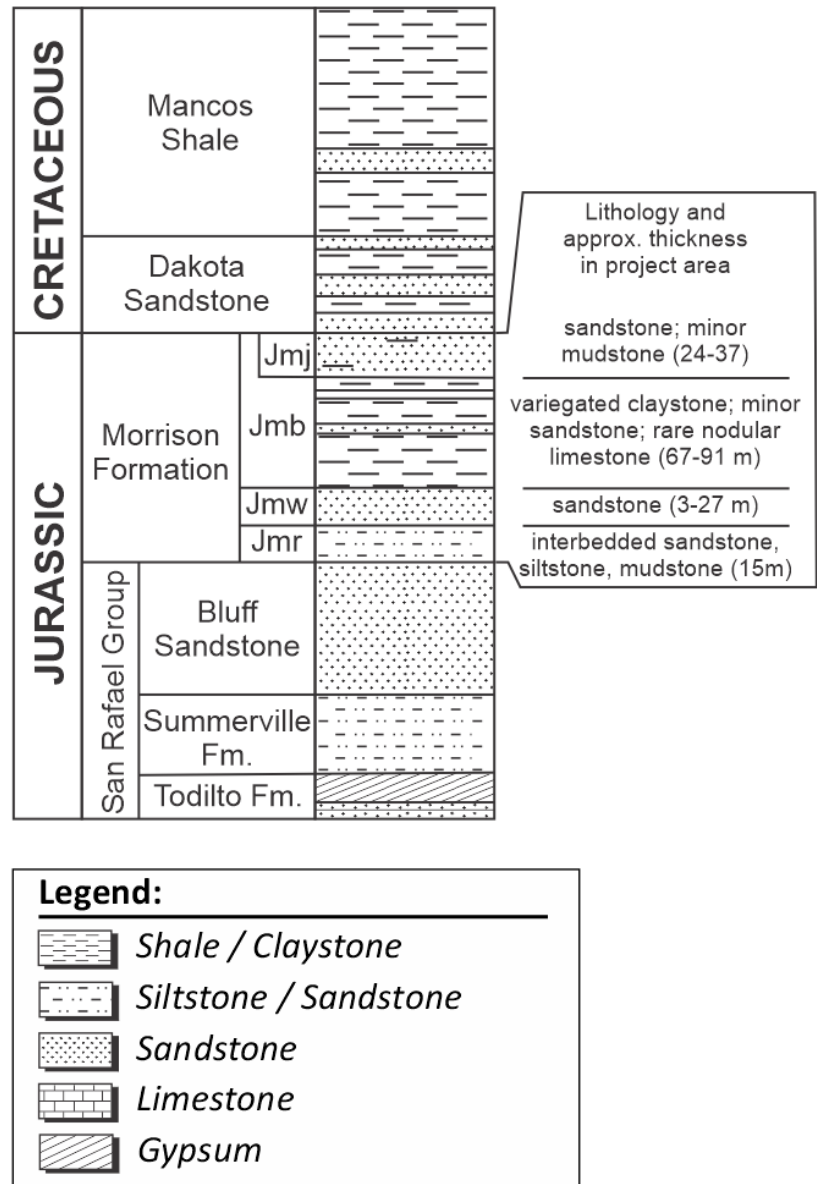 CRETACEOUS
Mancos
Shale
Dakota
Sandstone
JURASSIC
Morrison
Formation
Jmj
Jmb
Jmw
Jmr
San Rafael Group
Bluff
Sandstone
Summerville
Fm.
Todilto Fm.
Lithology and
approx. thickness
in project area
sandstone; minor
mudstone (24-37)
variegated claystone; minor
sandstone; rare nodular
limestone (67-91 m)
sandstone (3-27 m)
interbedded sandstone,
siltstone, mudstone (15m)
Legend:
Shale / Claystone
Siltstone / Sandstone
Sandstone
Limestone
Gypsum